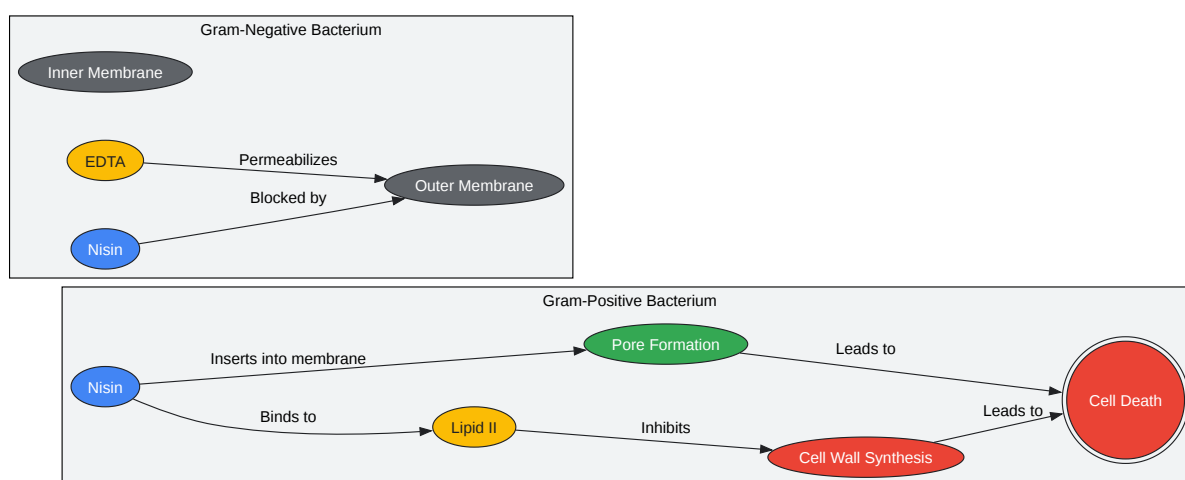 Gram-Negative Bacterium
Inner Membrane
EDTA
Permeabilizes
Outer Membrane
Blocked by
Nisin
Gram-Positive Bacterium
Pore Formation
Inserts into membrane
Leads to
Nisin
Cell Death
Binds to
Lipid II
Inhibits
Leads to
Cell Wall Synthesis